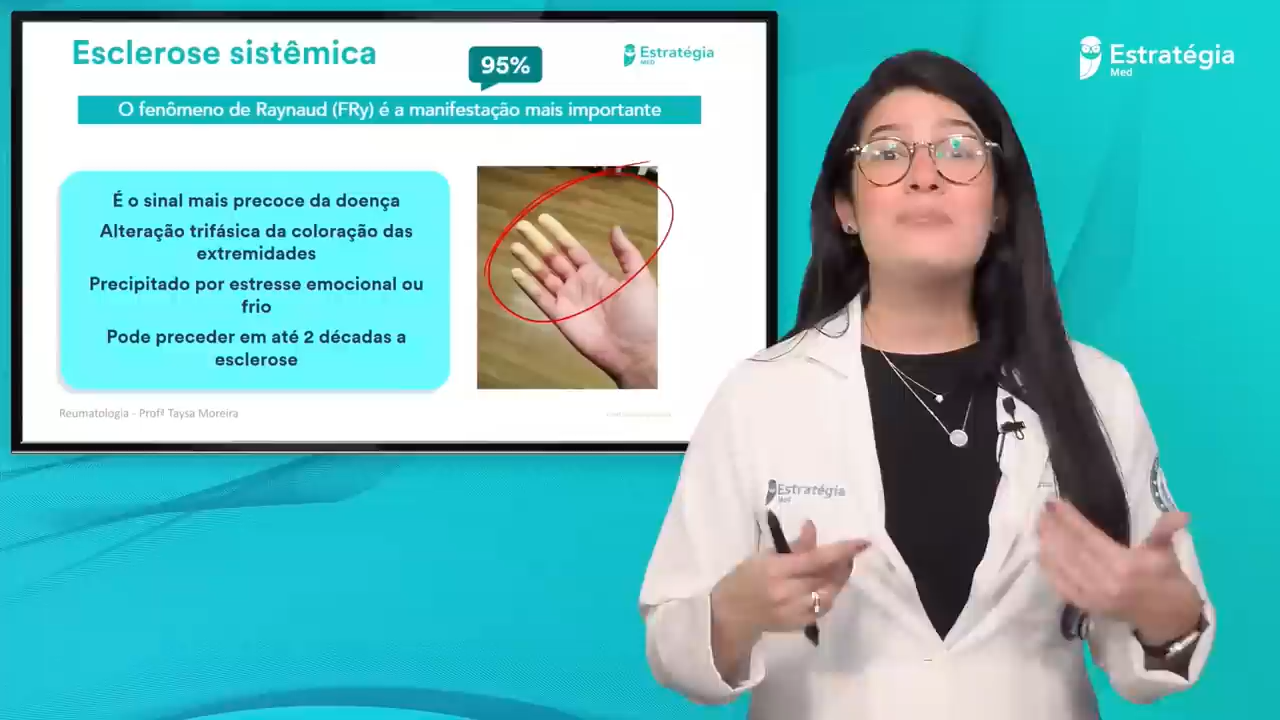 Esclerose sistêmica
95%
Estratégia
MED
O fenômeno de Raynaud (FRy) é a manifestação mais importante
É o sinal mais precoce da doença
Alteração trifásica da coloração das
extremidades
Precipitado por estresse emocional ou
frio
Pode preceder em até 2 décadas a
esclerose
Reumatologia - Profª Taysa Moreira
Estratégia
Med
Estratégia
Med